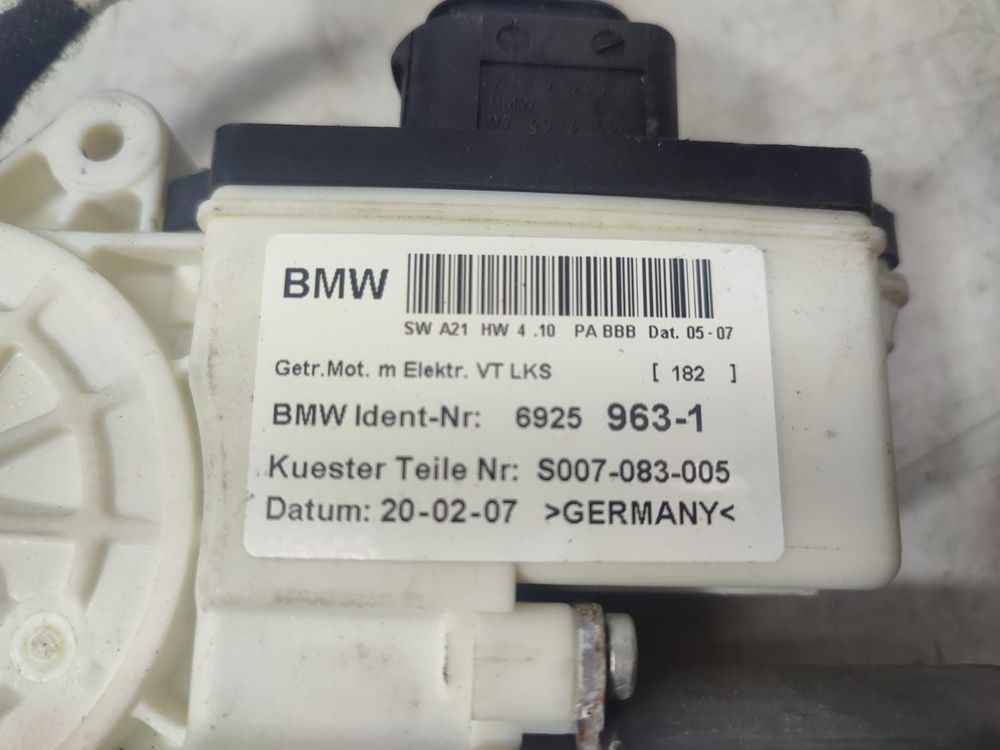 BMW
SW A21 HW 4 .10 PA BBB Dat. 05-07
Getr.Mot. m Elektr. VT LKS [ 182 ]
BMW Ident-Nr: 6925 963-1
Kuester Teile Nr: S007-083-005
Datum: 20-02-07 >GERMANY<